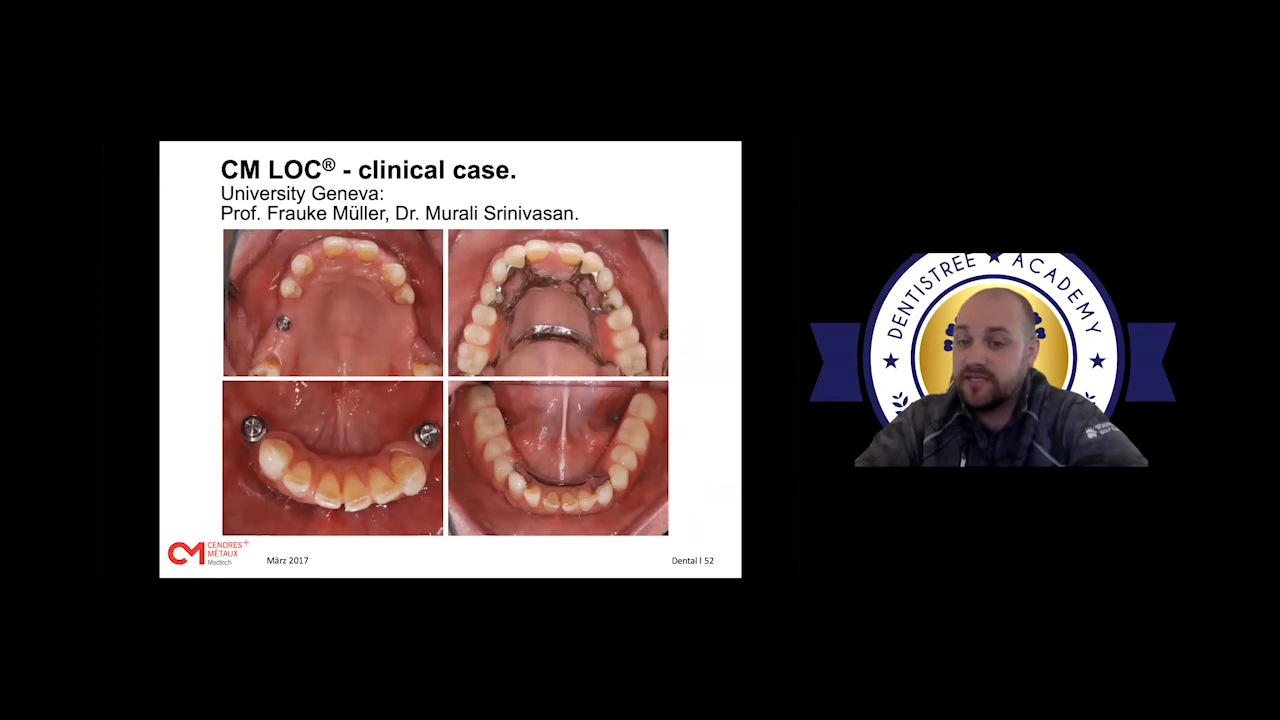 CM LOC® - clinical case.
University Geneva:
Prof. Frauke Müller, Dr. Murali Srinivasan.
CM CENDRES+
MÉTAUX
Medtech
März 2017
Dental | 52
DENTISTREE ★ ACADEMY